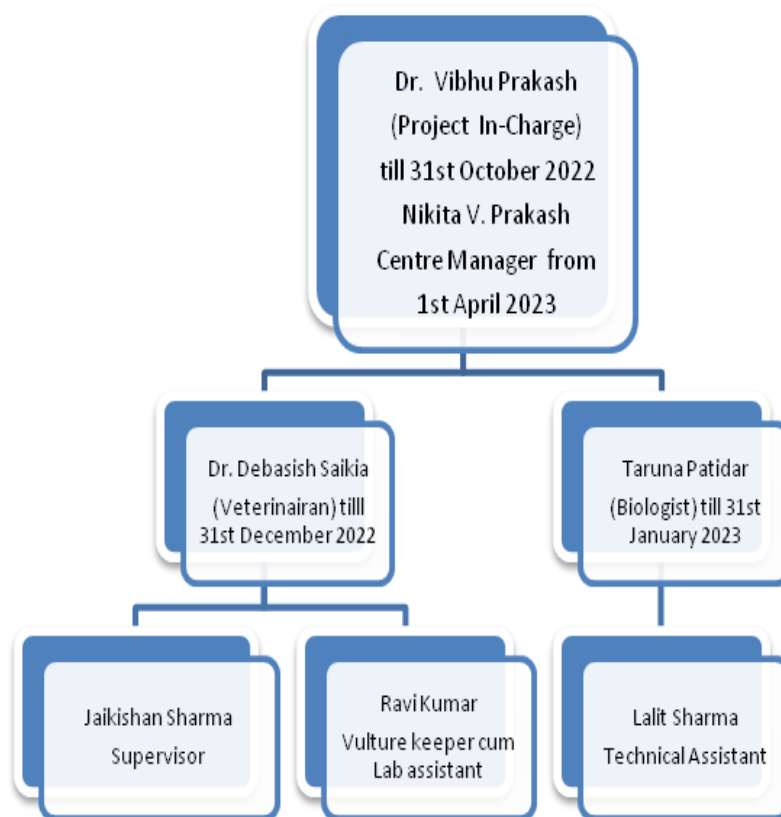 Dr. Vibhu Prakash
(Project In-Charge)
till 31st October 2022
Nikita V. Prakash
Centre Manager from
1st April 2023
Dr. Debasish Saikia
(Veterinairan) tilll
31st December 2022
Taruna Patidar
(Biologist) till 31st
January 2023
Jaikishan Sharma
Supervisor
Ravi Kumar
Vulture keeper cum
Lab assistant
Lalit Sharma
Technical Assistant